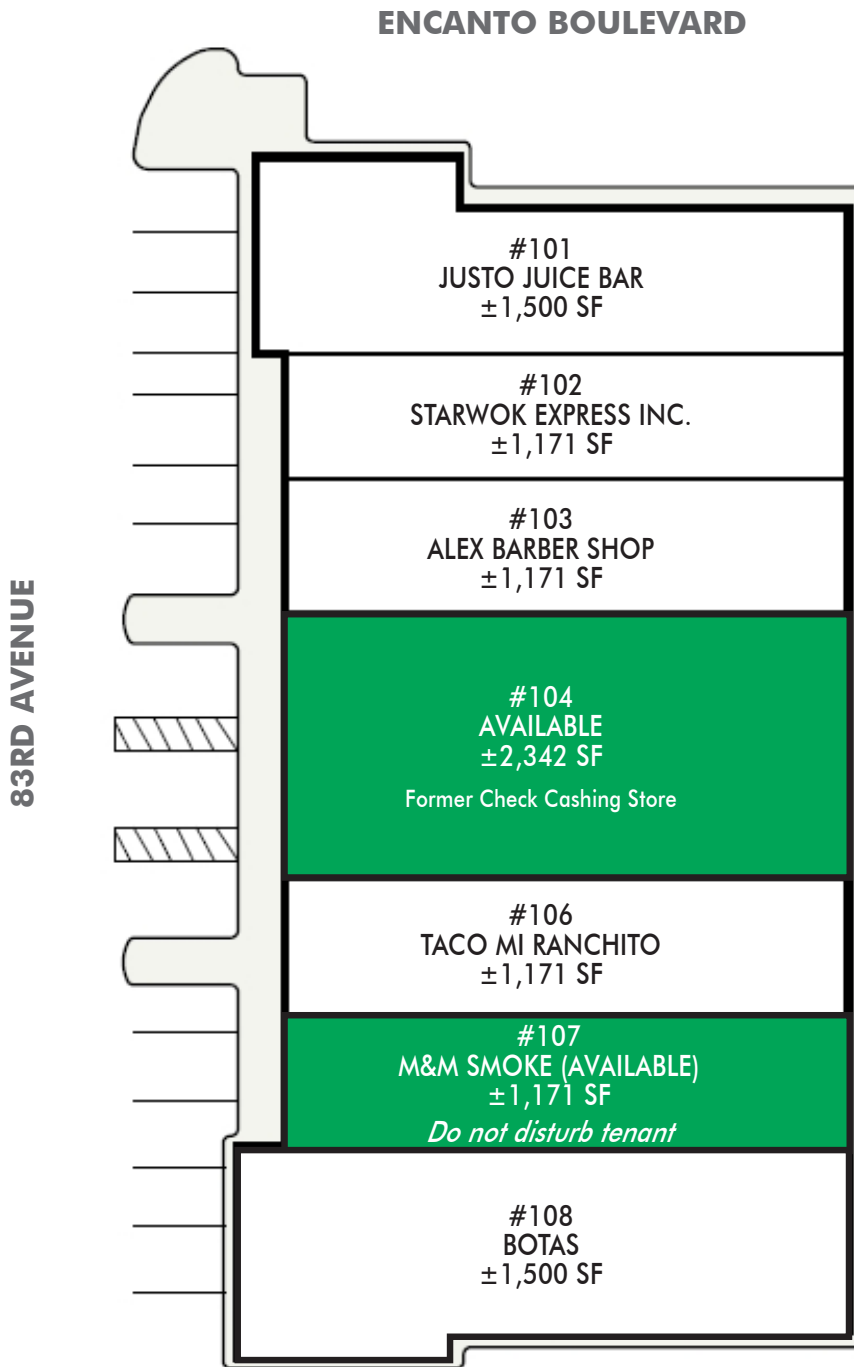 ENCANTO BOULEVARD
83RD AVENUE
#101
JUSTO JUICE BAR
±1,500 SF
#102
STARWOK EXPRESS INC.
±1,171 SF
#103
ALEX BARBER SHOP
±1,171 SF
#104
AVAILABLE
±2,342 SF
Former Check Cashing Store
#106
TACO MI RANCHITO
±1,171 SF
#107
M&M SMOKE (AVAILABLE)
±1,171 SF
Do not disturb tenant
#108
BOTAS
±1,500 SF